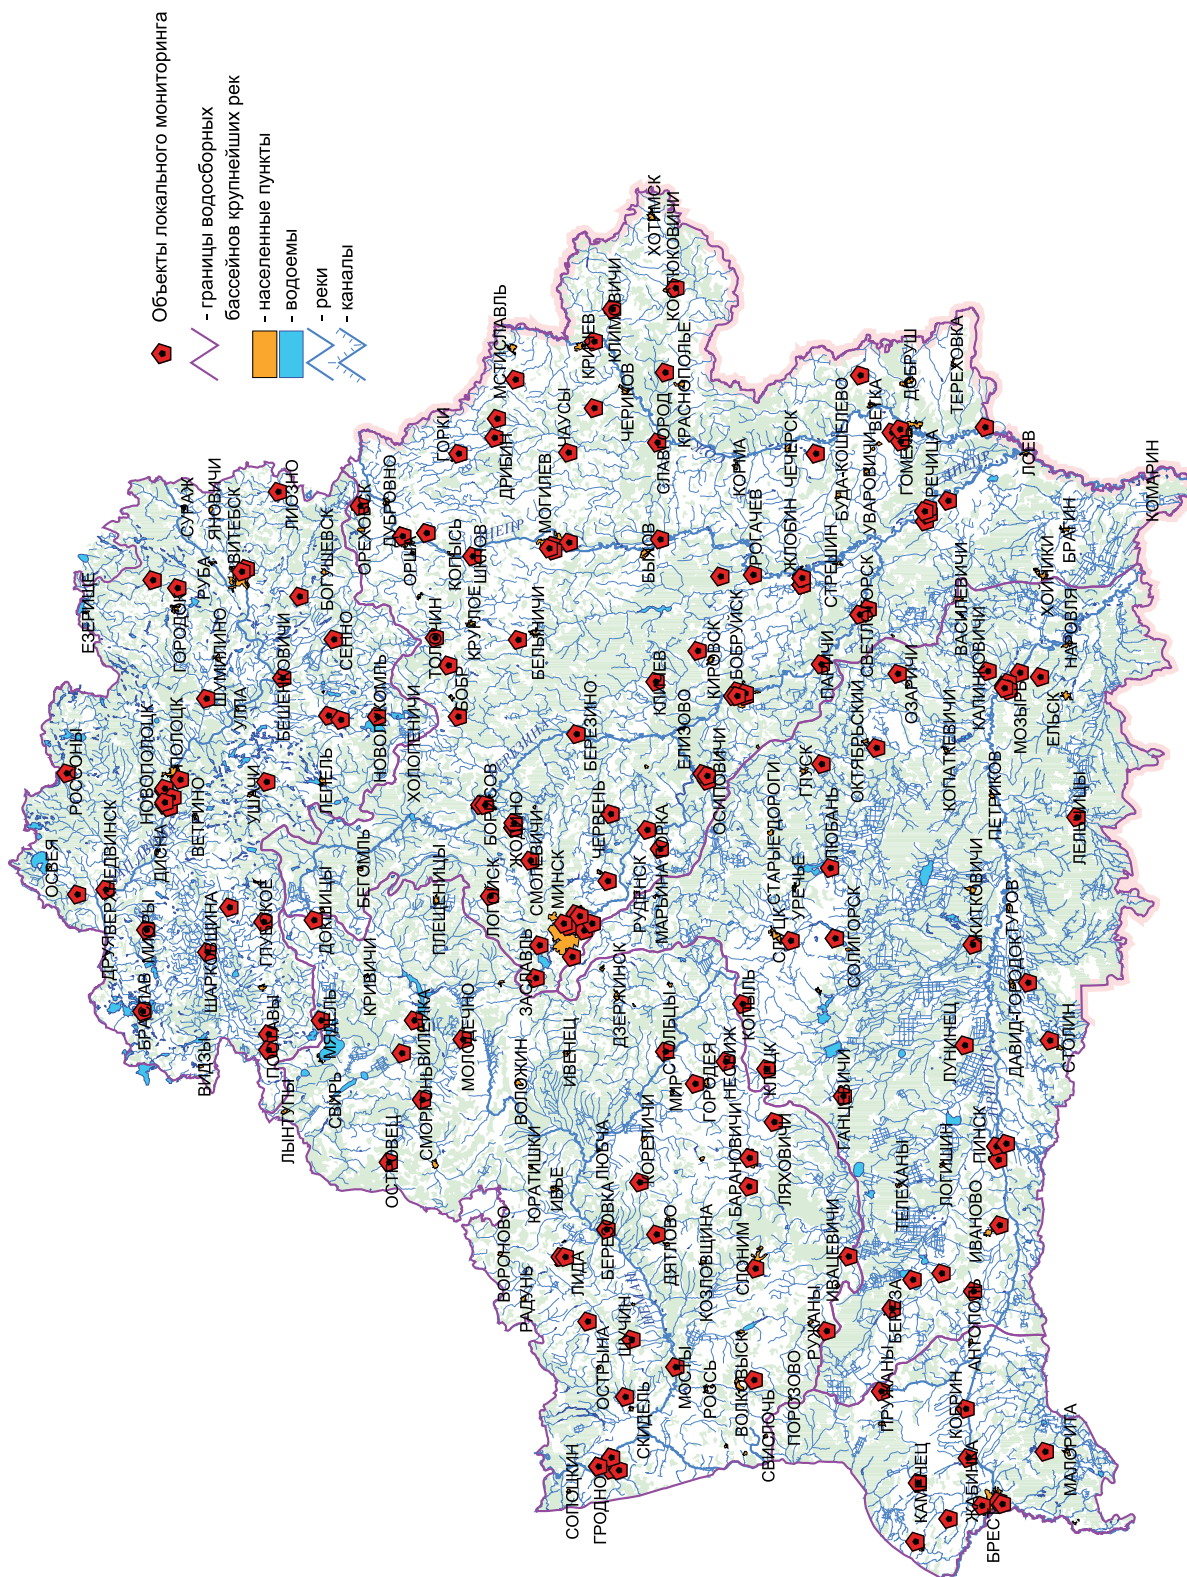 Объекты локального мониторинга
- границы водосборных
бассейнов крупнейших рек
- населенные пункты
- водоемы
- реки
- каналы
ЕЗЕРИЩЕ
РОССОНЫ
ОСВЕЯ
ВЕРХНЕДВИНСК
ДРУЯ
МИОРЫ
БРАСЛАВ
ДИСНА
НОВОПОЛОЦК
ПОЛОЦК
ВЕТРИНО
ГОРОДОК
СУРАЖ
ЯНОВИЧИ
РУБА
ВИТЕБСК
ШУМИЛИНО
УЛЛА
УШАЧИ
БЕШЕНКОВИЧИ
ЛИОЗНО
БОГУШЕВСК
СЕННО
ЛЕПЕЛЬ
НОВОЛУКОМЛЬ
ШАРКОВЩИНА
ВИДЗЫ
ГЛУБОКОЕ
ПОСТАВЫ
ДОКШИЦЫ
БЕГОМЛЬ
ЛЫНТУПЫ
СВИРЬ
МЯДЕЛЬ
КРИВИЧИ
ОСТРОВЕЦ
СМОРГОНЬ
ВИЛЕЙКА
МОЛОДЕЧНО
ПЛЕЩЕНИЦЫ
ЛОГОЙСК
ХОЛОПЕНИЧИ
БОБР
ТОЛОЧИН
КРУГЛОЕ
ОРЕХОВСК
ДУБРОВНО
ОРША
КОПЫСЬ
ШКЛОВ
ГОРКИ
ДРИБИН
МСТИСЛАВЛЬ
МОГИЛЕВ
ЧАУСЫ
БЕЛЫНИЧИ
БОРИСОВ
ЖОДИНО
СМОЛЕВИЧИ
МИНСК
ЗАСЛАВЛЬ
ВОЛОЖИН
ИВЕНЕЦ
БЕРЕЗИНО
ЧЕРВЕНЬ
РУДЕНСК
МАРЬИНА ГОРКА
ДЗЕРЖИНСК
ВОРОНОВО
РАДУНЬ
ЮРАТИШКИ
ИВЬЕ
ЛИДА
БЕРЕЗОВКА
ЛЮБЧА
КОРЕЛИЧИ
МИР
СТОЛБЦЫ
ГОРОДЕЯ
НЕСВИЖ
КЛЕЦК
КОПЫЛЬ
СОПОЦКИН
ГРОДНО
СКИДЕЛЬ
ОСТРЫНА
ЩУЧИН
МОСТЫ
РОССЬ
ДЯТЛОВО
КОЗЛОВЩИНА
СЛОНИМ
БАРАНОВИЧИ
ЛЯХОВИЧИ
ВОЛКОВЫСК
СВИСЛОЧЬ
ПОРОЗОВО
РУЖАНЫ
ИВАЦЕВИЧИ
ГАНЦЕВИЧИ
КРИЧЕВ
КЛИМОВИЧИ
ХОТИМСК
КОСТЮКОВИЧИ
ЧЕРИКОВ
СЛАВГОРОД
КРАСНОПОЛЬЕ
БЫХОВ
КЛИЧЕВ
КИРОВСК
БОБРУЙСК
ЕЛИЗОВО
ОСИПОВИЧИ
СТАРЫЕ ДОРОГИ
УРЕЧЬЕ
СЛУЦК
СОЛИГОРСК
ЛЮБАНЬ
ГЛУСК
ОКТЯБРЬСКИЙ
ПАРИЧИ
СВЕТЛОГОРСК
РОГАЧЕВ
ЖЛОБИН
СТРЕШИН
КОРМА
ЧЕЧЕРСК
БУДА-КОШЕЛЕВО
УВАРОВИЧИ
ВЕТКА
ГОМЕЛЬ
ДОБРУШ
ТЕРЕХОВКА
РЕЧИЦА
ЛОЕВ
ВАСИЛЕВИЧИ
КАЛИНКОВИЧИ
ОЗАРИЧИ
КОПАТКЕВИЧИ
МОЗЫРЬ
ЕЛЬСК
НАРОВЛЯ
ХОЙНИКИ
БРАГИН
КОМАРИН
ПЕТРИКОВ
ЖИТКОВИЧИ
ТУРОВ
ЛЕЛЬЧИЦЫ
ДАВИД-ГОРОДОК
СТОЛИН
ЛУНИНЕЦ
ПИНСК
ЛОГИШИН
ТЕЛЕХАНЫ
ИВАНОВО
АНТОПОЛЬ
БЕРЕЗА
ПРУЖАНЫ
КОБРИН
КАМЕНЕЦ
ЖАБИНКА
БРЕСТ
МАЛОРИТА